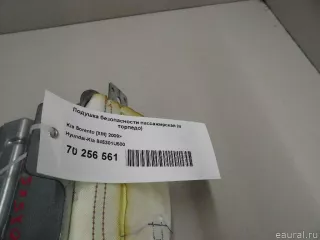 Подушка безопасности пассажирская (в
торпедо)
Kia Sorento (XM) 2009>
Hyundai-Kia 845301U600
70 256 561
eaural.ru